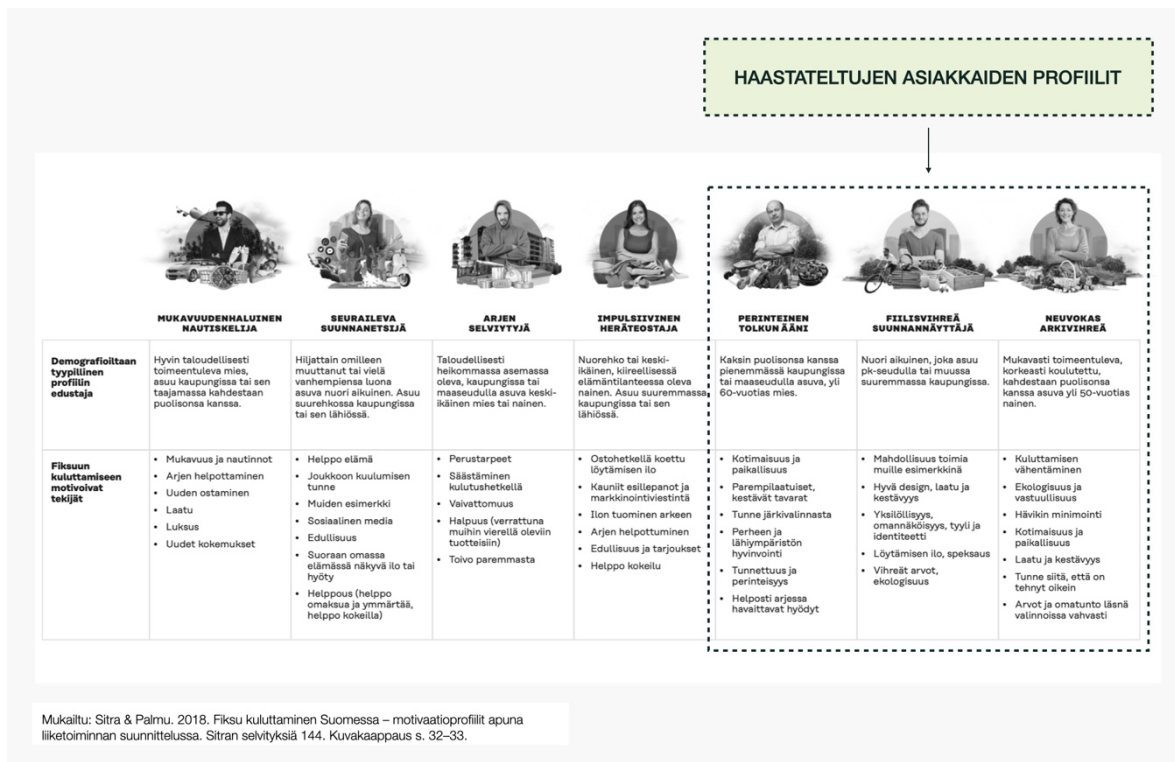 HAASTATELTUJEN ASIAKKAIDEN PROFIILIT
MUKAVUUDENHALUINEN
NAUTISKELIJA
SEURAILEVA
SUUNNANETSIJÄ
ARJEN
SELVIYTYJÄ
IMPULSIIVINEN
HERÄTEOSTAJA
PERINTEINEN
TOLKUN ÄÄNI
FIILISVIHREÄ
SUUNNANNÄYTTÄJÄ
NEUVOKAS
ARKIVIHREÄ
Demografioiltaan
tyypillinen
profiilin
edustaja
Hyvin taloudellisesti
toimeentuleva mies,
asuu kaupungissa tai sen
taajamassa kahdestaan
puolisonsa kanssa.
Hiljattain omilleen
muuttanut tai vielä
vanhempiensa luona
asuva nuori aikuinen. Asuu
suurehkossa kaupungissa
tai sen lähiössä.
Taloudellisesti
heikommassa asemassa
oleva, kaupungissa tai
maaseudulla asuva keski-
ikäinen mies tai nainen.
Nuorehko tai keski-
ikäinen, kiireellisessä
elämäntilanteessa oleva
nainen. Asuu suuremmassa
kaupungissa tai sen
lähiössä.
Kaksin puolisonsa kanssa
pienemmässä kaupungissa
tai maaseudulla asuva, yli
60-vuotias mies.
Nuori aikuinen, joka asuu
pk-seudulla tai muussa
suuremmassa kaupungissa.
Mukavasti toimeentuleva,
korkeasti koulutettu,
kahdestaan puolisonsa
kanssa asuva yli 50-vuotias
nainen.
Fiksuun
kuluttamiseen
motivoivat
tekijät
• Mukavuus ja nautinnot
• Arjen helpottaminen
• Uuden ostaminen
• Laatu
• Luksus
• Uudet kokemukset
• Helppo elämä
• Joukkoon kuulumisen
tunne
• Muiden esimerkki
• Sosiaalinen media
• Edullisuus
• Suoraan omassa
elämässä näkyvä ilo tai
hyöty
• Helppous (helppo
omaksua ja ymmärtää,
helppo kokeilla)
• Perustarpeet
• Säästäminen
kulutushetkellä
• Vaivattomuus
• Halpuus (verrattuna
muihin vierellä oleviin
tuotteisiin)
• Toivo paremmasta
• Ostohetkellä koettu
löytämisen ilo
• Kauniit esillepanot ja
markkinointiviestintä
• Ilon tuominen arkeen
• Arjen helpottuminen
• Edullisuus ja tarjoukset
• Helppo kokeilu
• Kotimaisuus ja
paikallisuus
• Parempilaatuiset,
kestävät tavarat
• Tunne järkivalinnasta
• Perheen ja
lähiympäristön
hyvinvointi
• Tunnettuus ja
perinteisyys
• Helposti arjessa
havaittavat hyödyt
• Mahdollisuus toimia
muille esimerkkinä
• Hyvä design, laatu ja
kestävyys
• Yksilöllisyys,
omannäköisyys, tyyli ja
identiteetti
• Löytämisen ilo, speksaus
• Vihreät arvot,
ekologisuus
• Kuluttamisen
vähentäminen
• Ekologisuus ja
vastuullisuus
• Hävikin minimointi
• Kotimaisuus ja
paikallisuus
• Laatu ja kestävyys
• Tunne siitä, että on
tehnyt oikein
• Arvot ja omatunto läsnä
valinnoissa vahvasti
Mukailtu: Sitra & Palmu. 2018. Fiksu kuluttaminen Suomessa – motivaatioprofiilit apuna
liiketoiminnan suunnittelussa. Sitran selvityksiä 144. Kuvakaappaus s. 32–33.